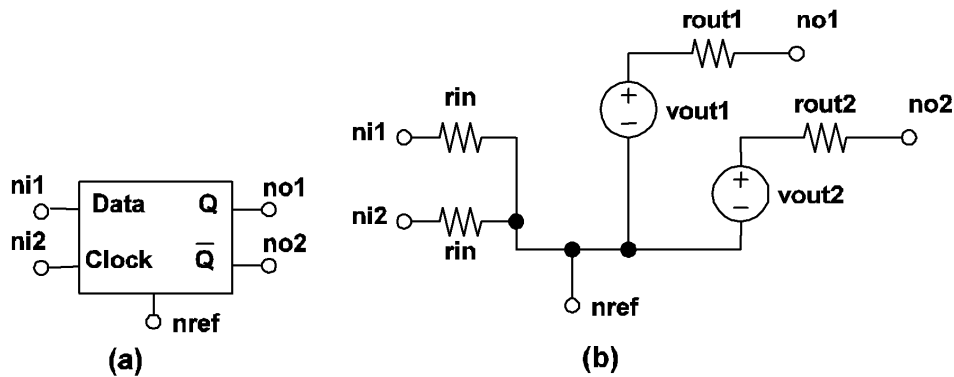 ni1
ni2
Data
Q
Clock
Q̅
no1
no2
nref
(a)
rout1
no1
rin
ni1
+
−
vout1
rout2
no2
ni2
rin
+
−
vout2
nref
(b)